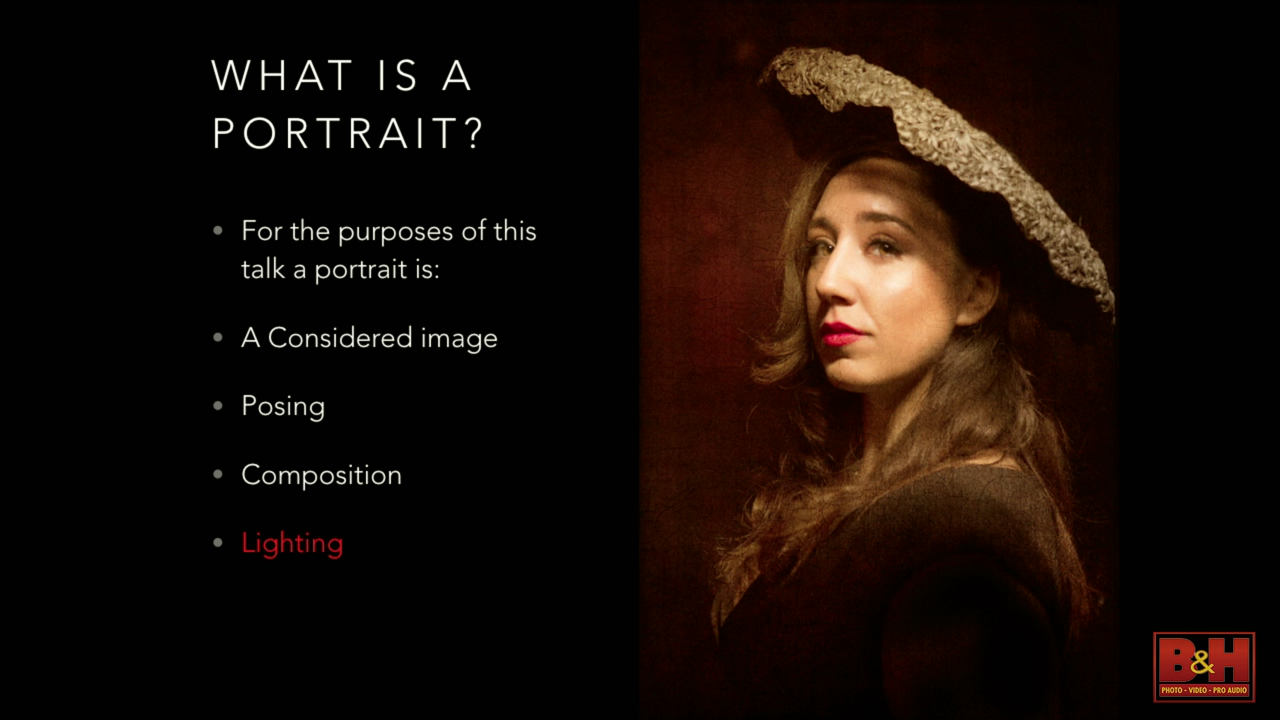 WHAT IS A
PORTRAIT?
• For the purposes of this
talk a portrait is:
• A Considered image
• Posing
• Composition
• Lighting
B&H
PHOTO - VIDEO - PRO AUDIO